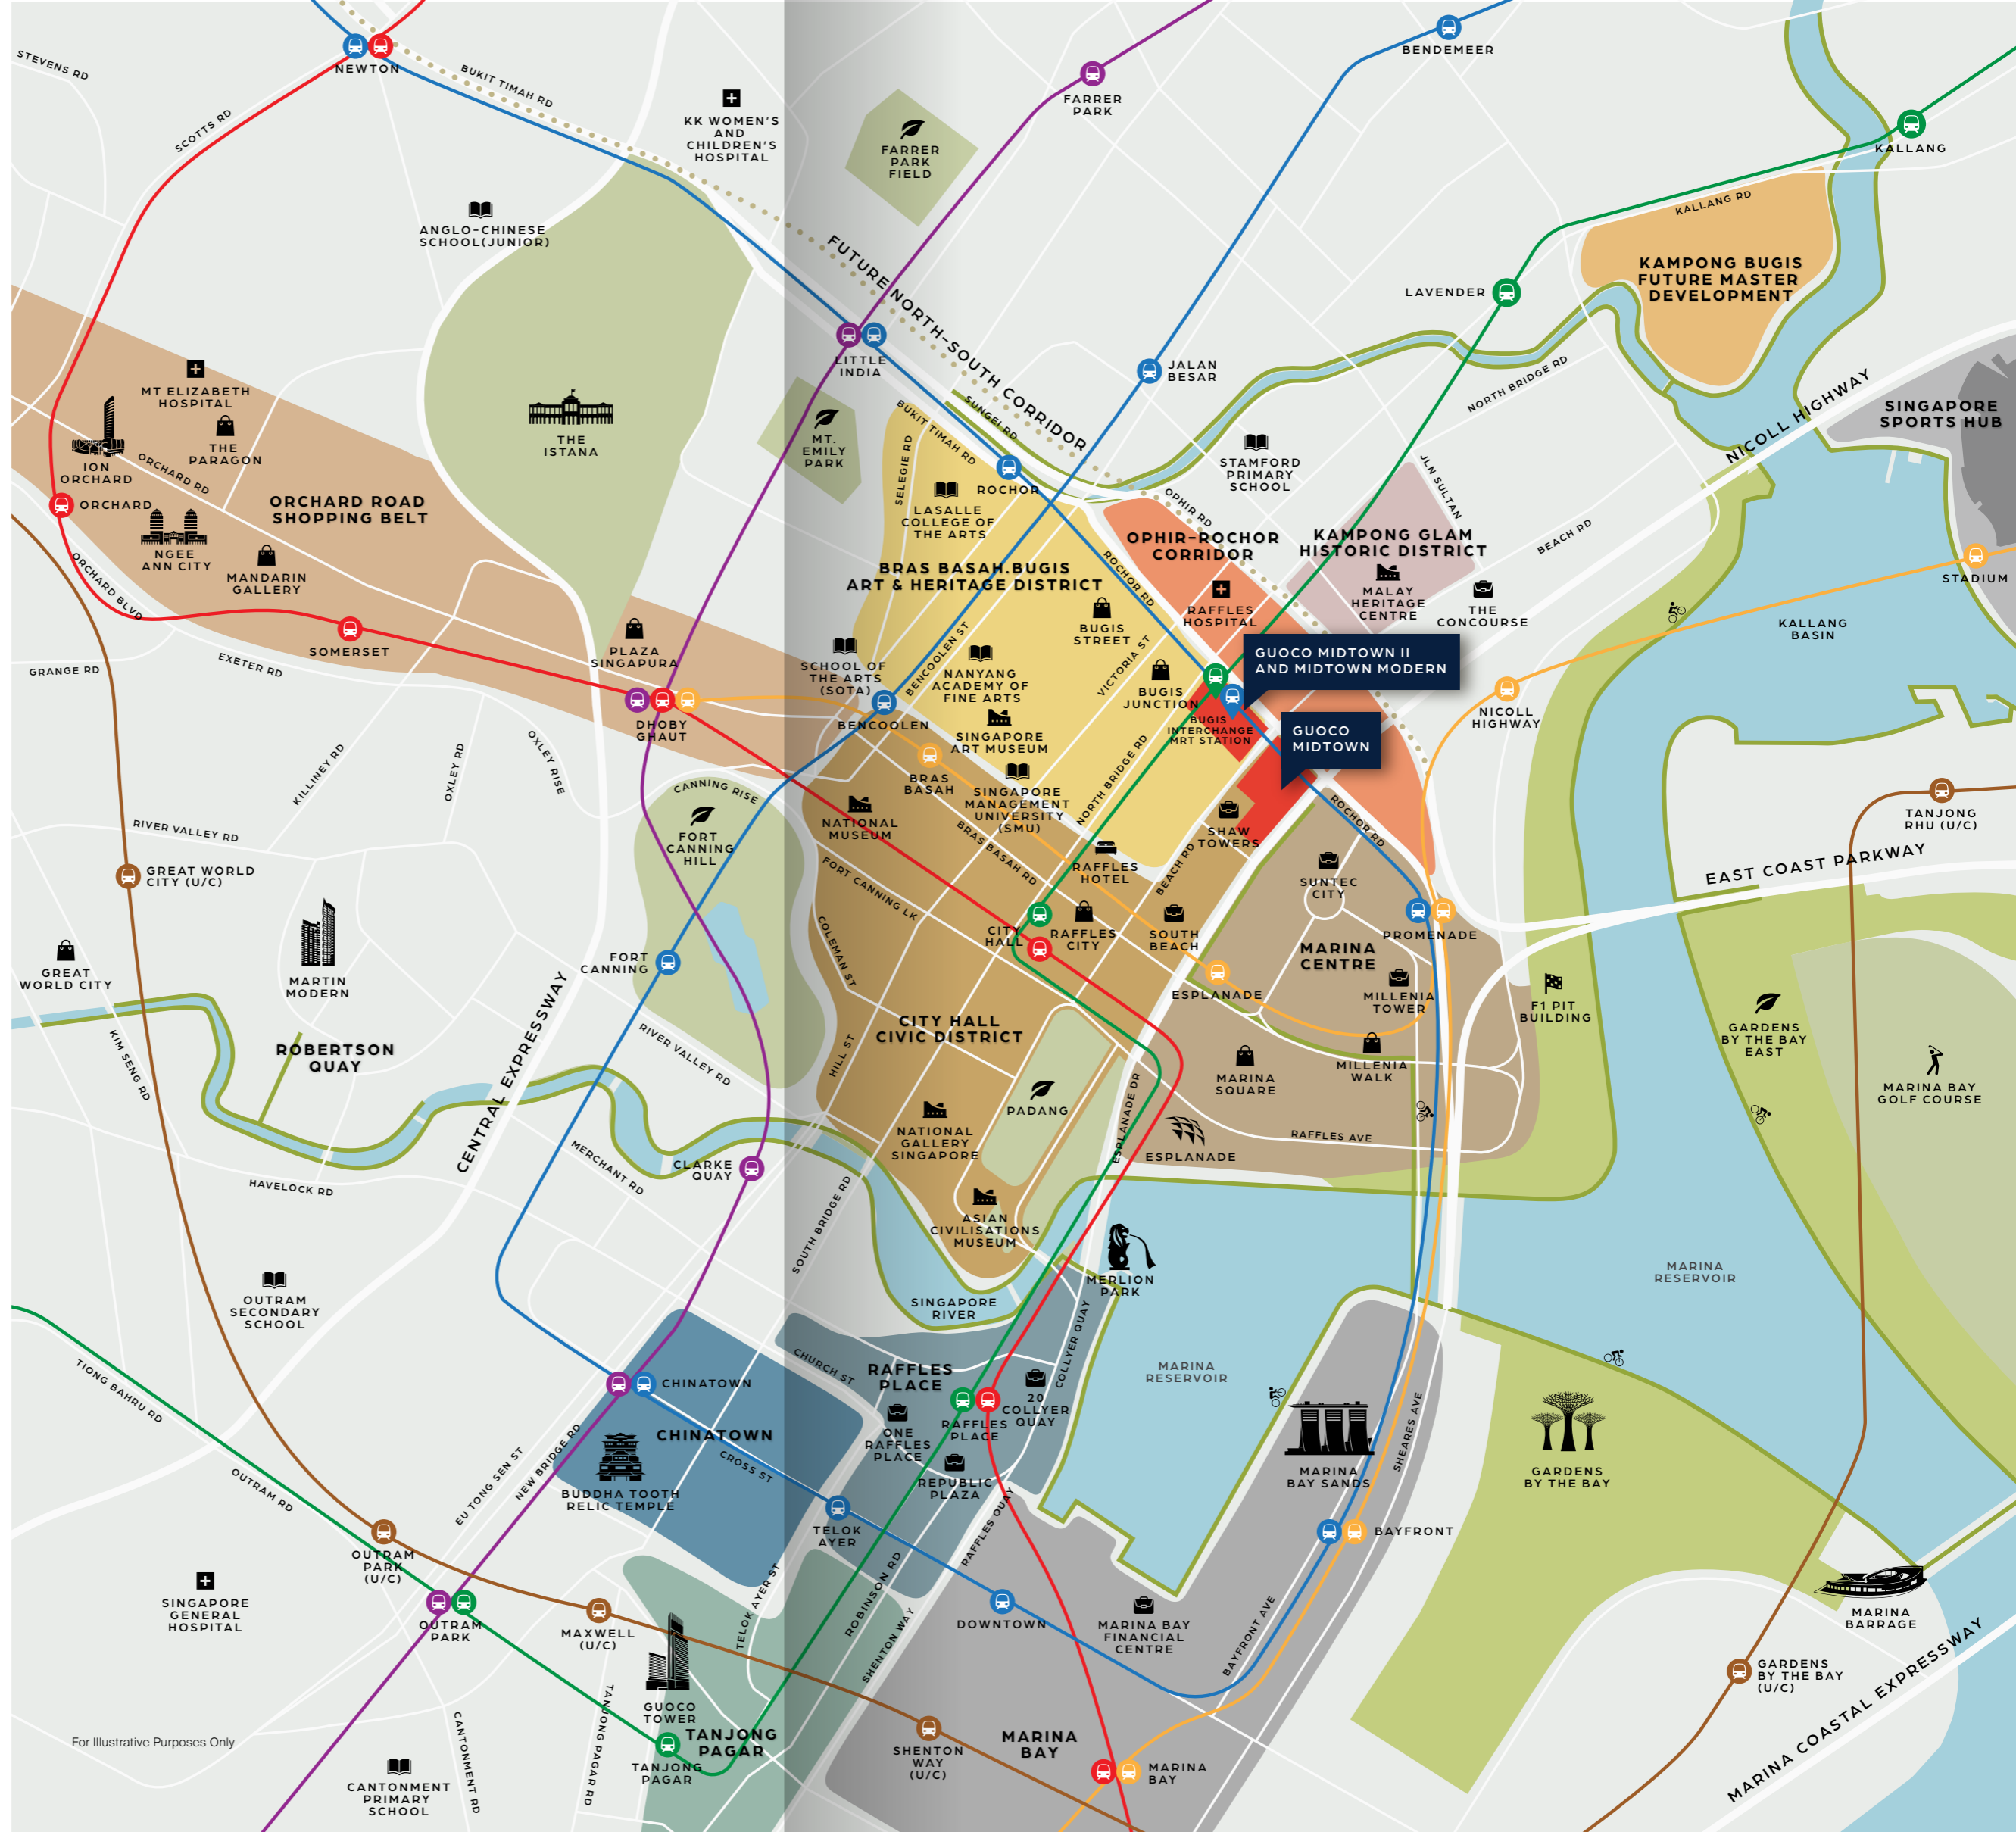 STEVENS RD
NEWTON
BUKIT TIMAH RD
SCOTTS RD
KK WOMEN'S
AND
CHILDREN'S
HOSPITAL
FARRER
PARK
FARRER
PARK
FIELD
BENDEMEER
KALLANG
KALLANG RD
KAMPONG BUGIS
FUTURE MASTER
DEVELOPMENT
ANGLO-CHINESE
SCHOOL(JUNIOR)
FUTURE NORTH-SOUTH CORRIDOR
LAVENDER
LITTLE
INDIA
JALAN
BESAR
NORTH BRIDGE RD
NICOLL HIGHWAY
SINGAPORE
SPORTS HUB
MT ELIZABETH
HOSPITAL
THE
PARAGON
ION
ORCHARD
ORCHARD RD
ORCHARD
ORCHARD ROAD
SHOPPING BELT
NGEE
ANN CITY
MANDARIN
GALLERY
ORCHARD BLVD
THE
ISTANA
MT.
EMILY
PARK
SUNGEI RD
BUKIT TIMAH RD
SELEGIE RD
ROCHOR
LASALLE
COLLEGE OF
THE ARTS
STAMFORD
PRIMARY
SCHOOL
JLN SULTAN
OPHIR RD
OPHIR-ROCHOR
CORRIDOR
KAMPONG GLAM
HISTORIC DISTRICT
BEACH RD
BRAS BASAH.BUGIS
ART & HERITAGE DISTRICT
ROCHOR RD
RAFFLES
HOSPITAL
MALAY
HERITAGE
CENTRE
THE
CONCOURSE
STADIUM
KALLANG
BASIN
BUGIS
STREET
SOMERSET
GRANGE RD
EXETER RD
PLAZA
SINGAPURA
SCHOOL OF
THE ARTS
(SOTA)
BENCOOLEN ST
NANYANG
ACADEMY OF
FINE ARTS
VICTORIA ST
BUGIS
JUNCTION
GUOCO MIDTOWN II
AND MIDTOWN MODERN
BUGIS
INTERCHANGE
MRT STATION
GUOCO
MIDTOWN
NICOLL
HIGHWAY
DHOBY
GHAUT
BENCOOLEN
SINGAPORE
ART MUSEUM
BRAS
BASAH
SINGAPORE
MANAGEMENT
UNIVERSITY
(SMU)
NORTH BRIDGE RD
KILLINEY RD
OXLEY RD
OXLEY RISE
CANNING RISE
NATIONAL
MUSEUM
SHAW
TOWERS
ROCHOR RD
TANJONG
RHU (U/C)
RIVER VALLEY RD
FORT
CANNING
HILL
BRAS BASAH RD
RAFFLES
HOTEL
BEACH RD
SUNTEC
CITY
EAST COAST PARKWAY
GREAT WORLD
CITY (U/C)
FORT CANNING LK
CITY
HALL
RAFFLES
CITY
SOUTH
BEACH
PROMENADE
MARINA
CENTRE
GREAT
WORLD CITY
MARTIN
MODERN
FORT
CANNING
COLEMAN ST
ESPLANADE
MILLENIA
TOWER
F1 PIT
BUILDING
KIM SENG RD
ROBERTSON
QUAY
CENTRAL EXPRESSWAY
RIVER VALLEY RD
HILL ST
CITY HALL
CIVIC DISTRICT
MARINA
SQUARE
MILLENIA
WALK
GARDENS
BY THE BAY
EAST
MARINA BAY
GOLF COURSE
PADANG
NATIONAL
GALLERY
SINGAPORE
ESPLANADE DR
ESPLANADE
RAFFLES AVE
HAVELOCK RD
MERCHANT RD
CLARKE
QUAY
SOUTH BRIDGE RD
ASIAN
CIVILISATIONS
MUSEUM
MERLION
PARK
SINGAPORE
RIVER
MARINA
RESERVOIR
OUTRAM
SECONDARY
SCHOOL
TIONG BAHRU RD
CHURCH ST
RAFFLES
PLACE
COLLYER QUAY
20
COLLYER
QUAY
MARINA
RESERVOIR
CHINATOWN
RAFFLES
PLACE
ONE
RAFFLES
PLACE
REPUBLIC
PLAZA
CHINATOWN
CROSS ST
EU TONG SEN ST
NEW BRIDGE RD
BUDDHA TOOTH
RELIC TEMPLE
OUTRAM RD
TELOK
AYER
RAFFLES QUAY
MARINA
BAY SANDS
SHEARES AVE
GARDENS
BY THE BAY
BAYFRONT
OUTRAM
PARK
(U/C)
SINGAPORE
GENERAL
HOSPITAL
OUTRAM
PARK
MAXWELL
(U/C)
TELOK AYER ST
ROBINSON RD
SHENTON WAY
DOWNTOWN
MARINA BAY
FINANCIAL
CENTRE
BAYFRONT AVE
MARINA
BARRAGE
GARDENS
BY THE BAY
(U/C)
MARINA COASTAL EXPRESSWAY
GUOCO
TOWER
TANJONG
PAGAR
TANJONG
PAGAR
TANJONG PAGAR RD
CANTONMENT RD
SHENTON
WAY
(U/C)
MARINA
BAY
MARINA
BAY
For Illustrative Purposes Only
CANTONMENT
PRIMARY
SCHOOL